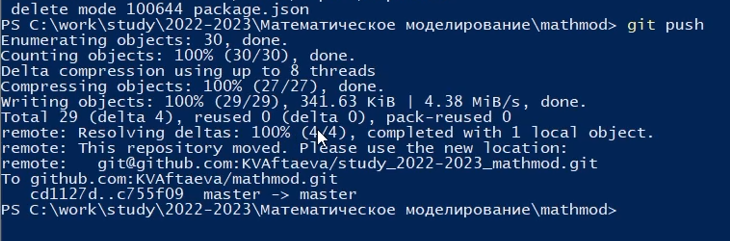 delete mode 100644 package.json
PS C:\work\study\2022-2023\Математическое моделирование\mathmod> git push
Enumerating objects: 30, done.
Counting objects: 100% (30/30), done.
Delta compression using up to 8 threads
Compressing objects: 100% (27/27), done.
Writing objects: 100% (29/29), 341.63 KiB | 4.38 MiB/s, done.
Total 29 (delta 4), reused 0 (delta 0), pack-reused 0
remote: Resolving deltas: 100% (4/4), completed with 1 local object.
remote: This repository moved. Please use the new location:
remote:   git@github.com:KVAftaeva/study_2022-2023_mathmod.git
To github.com:KVAftaeva/mathmod.git
   cd1127d..c755f09  master -> master
PS C:\work\study\2022-2023\Математическое моделирование\mathmod>